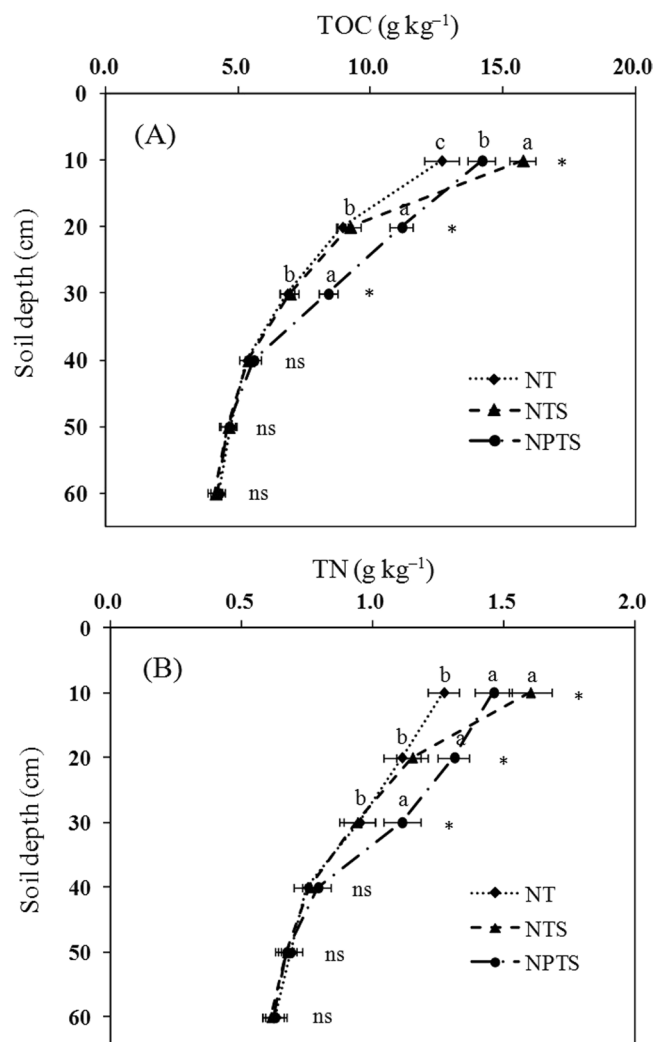 TOC (g kg⁻¹)
0.0 5.0 10.0 15.0 20.0
0
(A)
c b a
10 *
b a
20 *
b a
30 *
40 ns
NT
50 ns
NTS
NPTS
60 ns
Soil depth (cm)
TN (g kg⁻¹)
0.0 0.5 1.0 1.5 2.0
0
(B)
b a a
10 *
b a
20 *
b a
30 *
40 ns
NT
50 ns
NTS
NPTS
60 ns
Soil depth (cm)